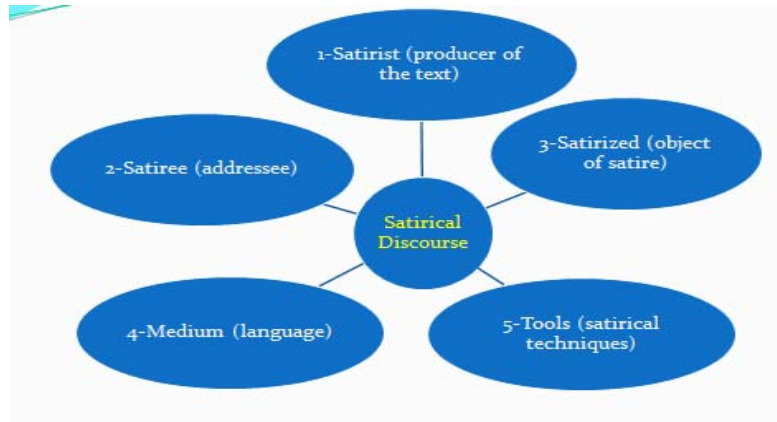 1-Satirist (producer of
the text)
2-Satiree (addressee)
3-Satirized (object
of satire)
Satirical
Discourse
4-Medium (language)
5-Tools (satirical
techniques)